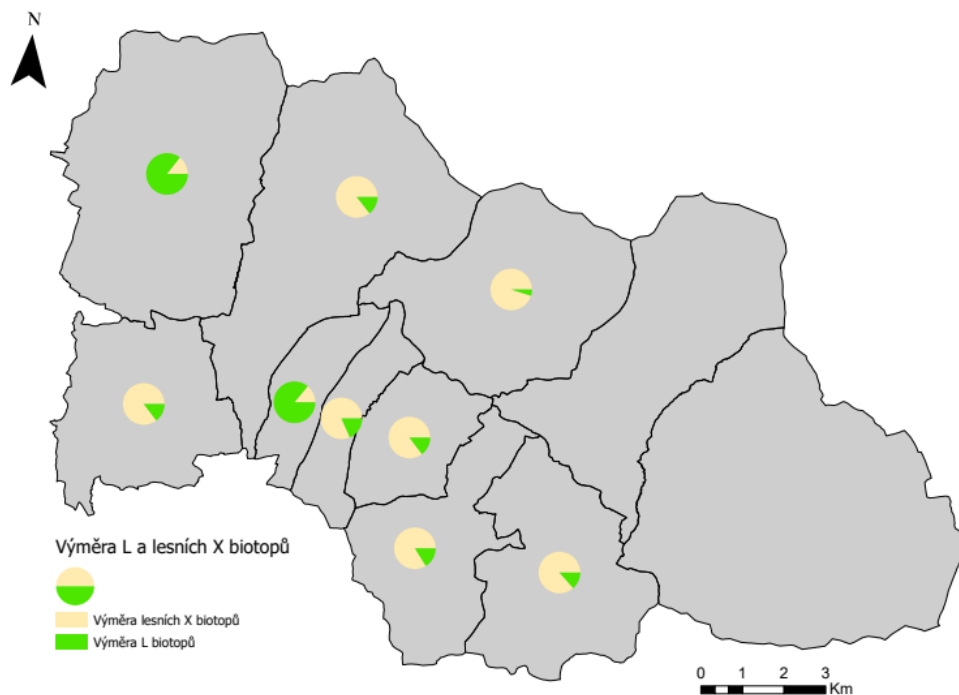 N
Výměra L a lesních X biotopů
Výměra lesních X biotopů
Výměra L biotopů
0 1 2 3
Km